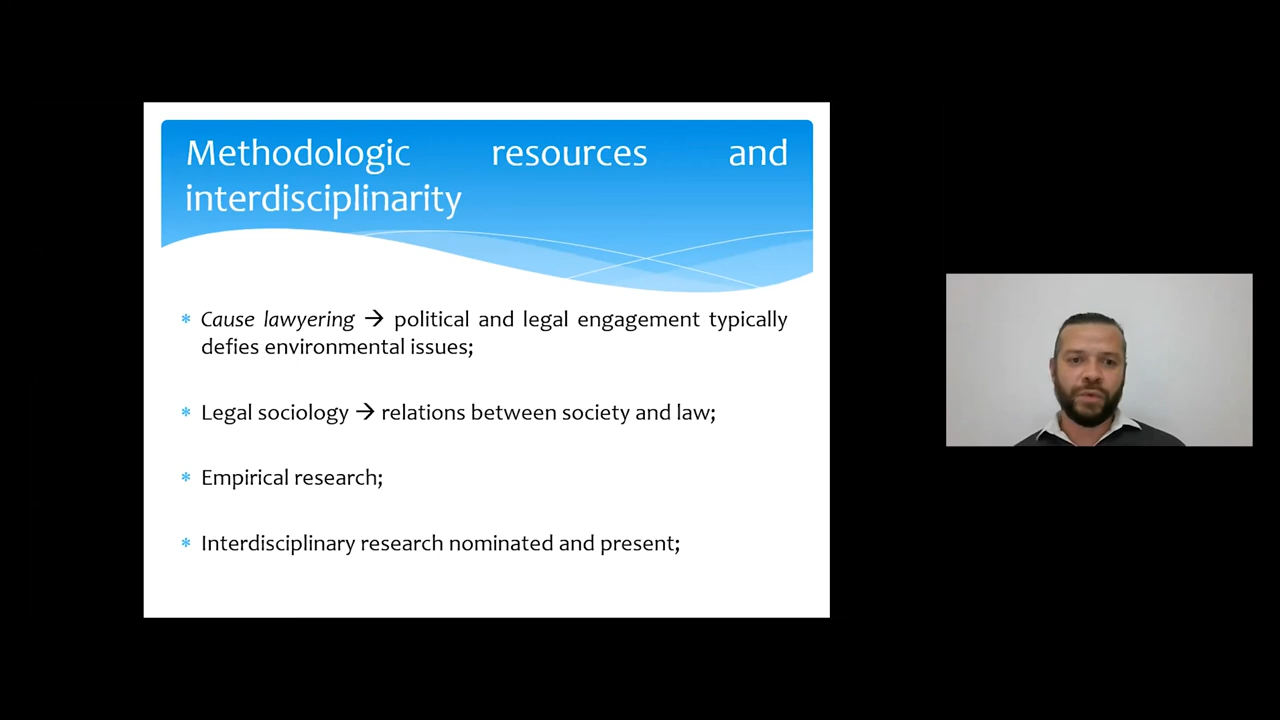 Methodologic resources and
interdisciplinarity
* Cause lawyering → political and legal engagement typically
defies environmental issues;
* Legal sociology → relations between society and law;
* Empirical research;
* Interdisciplinary research nominated and present;